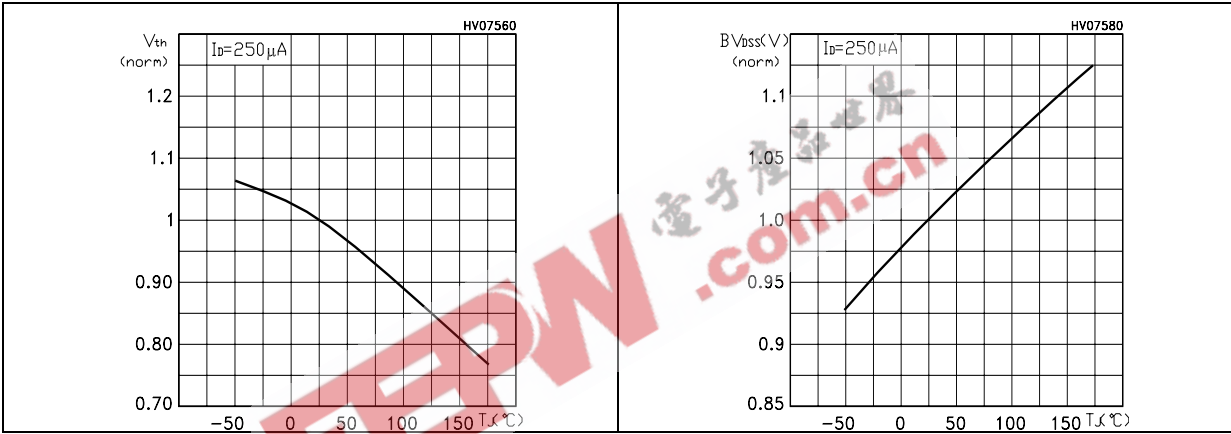 HV07560
Vth
(norm)
ID=250µA
1.2
1.1
1
0.90
0.80
0.70
-50 0 50 100 150 TJ(°C)
HV07580
BVDSS(V)
(norm)
ID=250µA
1.1
1.05
1.0
0.95
0.9
0.85
-50 0 50 100 150 TJ(°C)
電子產品世界
.com.cn
EEPW